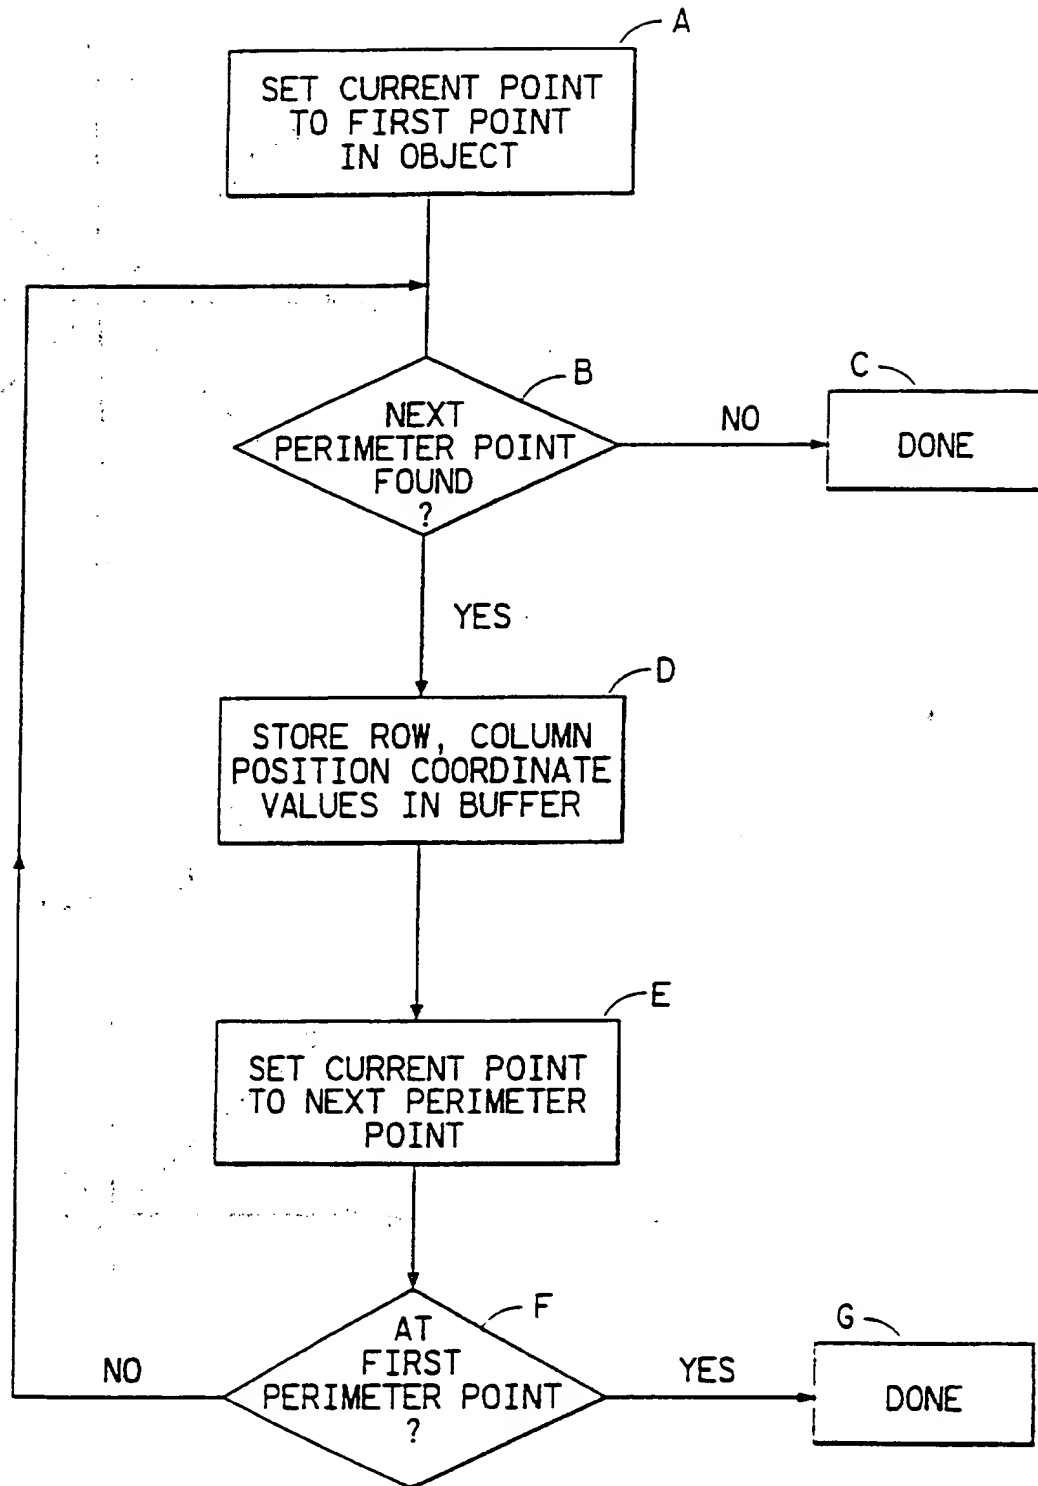 A
SET CURRENT POINT
TO FIRST POINT
IN OBJECT
B
NEXT
PERIMETER POINT
FOUND
?
NO
C
DONE
YES
D
STORE ROW, COLUMN
POSITION COORDINATE
VALUES IN BUFFER
E
SET CURRENT POINT
TO NEXT PERIMETER
POINT
F
AT
FIRST
PERIMETER POINT
?
NO
YES
G
DONE